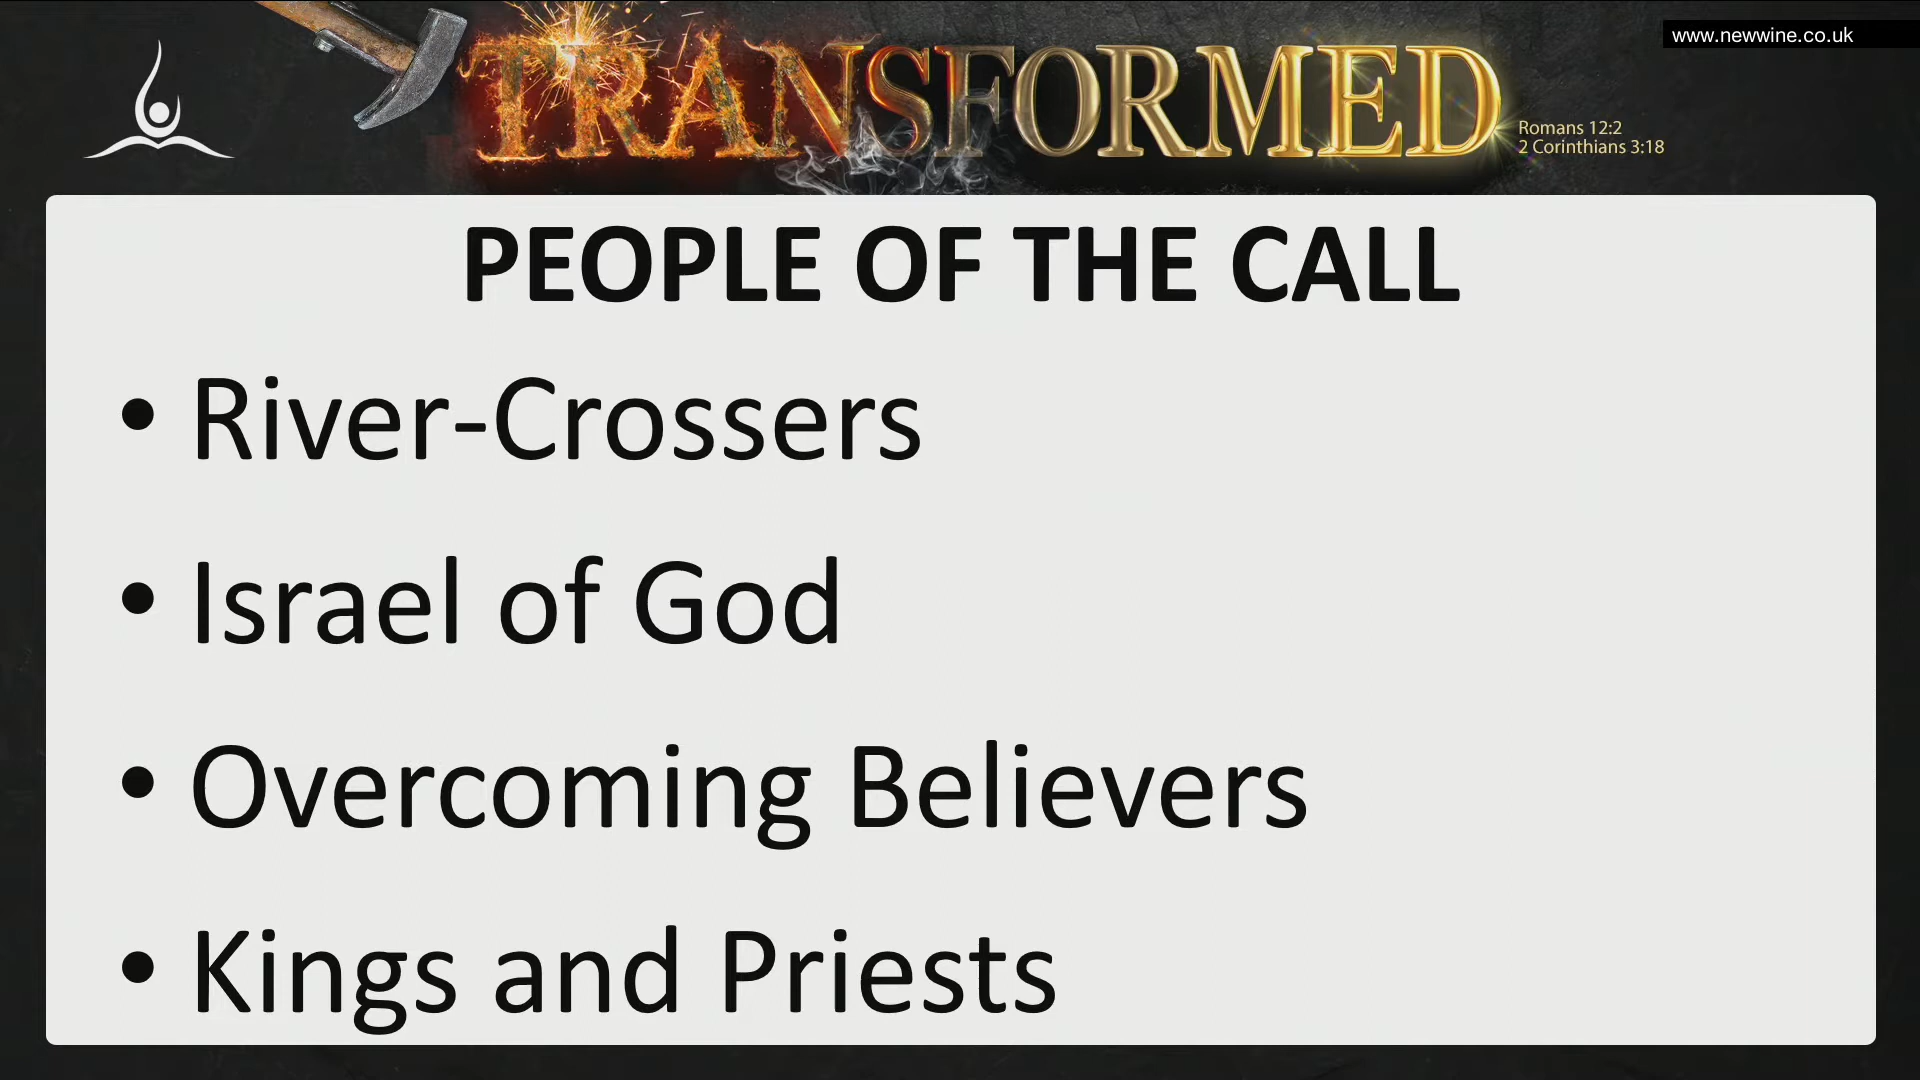 www.newwine.co.uk
TRANSFORMED
Romans 12:2
2 Corinthians 3:18
PEOPLE OF THE CALL
• River-Crossers
• Israel of God
• Overcoming Believers
• Kings and Priests